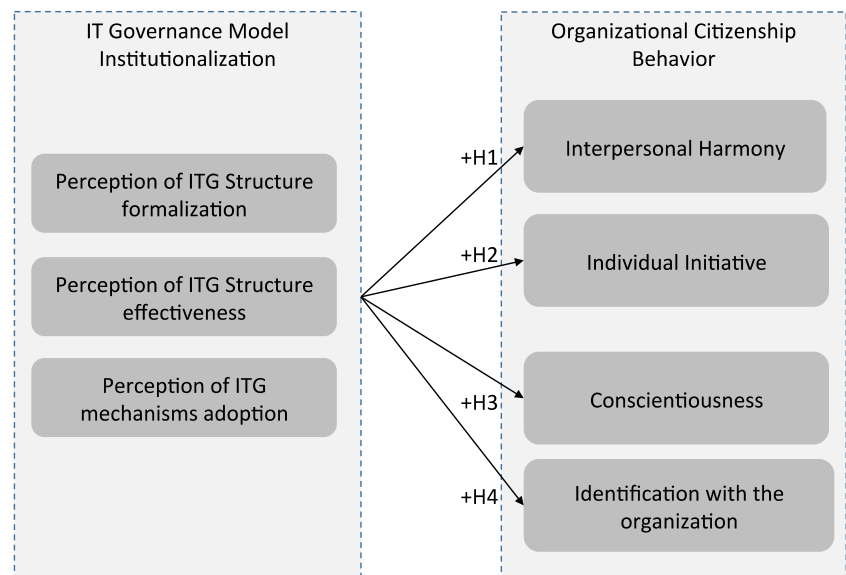 IT Governance Model
Institutionalization
Perception of ITG Structure
formalization
Perception of ITG Structure
effectiveness
Perception of ITG
mechanisms adoption
+H1
+H2
+H3
+H4
Organizational Citizenship
Behavior
Interpersonal Harmony
Individual Initiative
Conscientiousness
Identification with the
organization